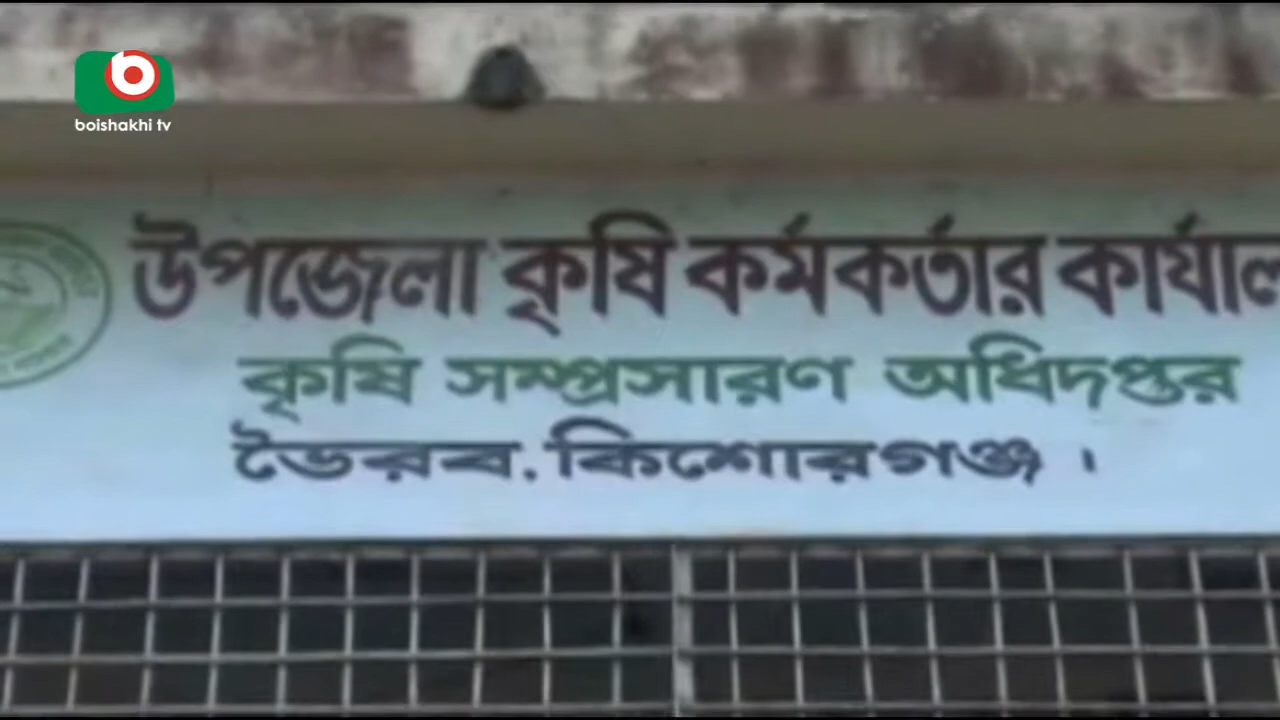 boishakhi tv
উপজেলা কৃষি কর্মকর্তার কার্যাল
কৃষি সম্প্রসারণ অধিদপ্তর
ভৈরব. কিশোরগঞ্জ ।